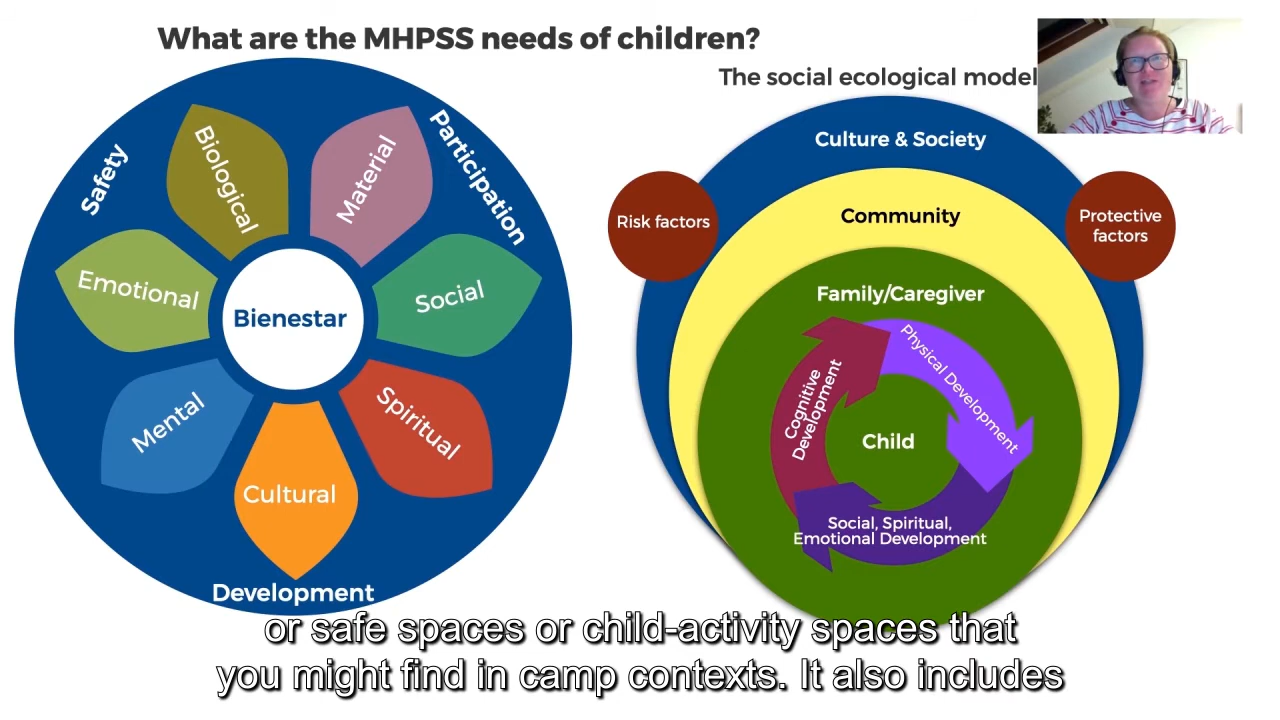 What are the MHPSS needs of children?
Safety
Biological
Material
Participation
Emotional
Bienestar
Social
Mental
Spiritual
Cultural
Development
The social ecological model
Culture & Society
Risk factors
Community
Protective
factors
Family/Caregiver
Cognitive
Development
Physical Development
Child
Social, Spiritual,
Emotional Development
or safe spaces or child-activity spaces that
you might find in camp contexts. It also includes